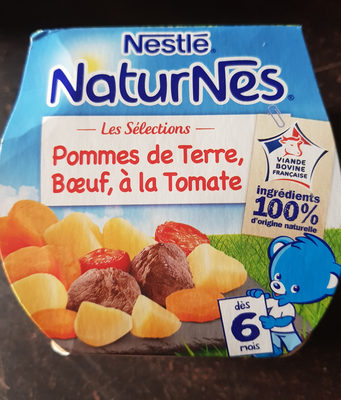 Nestlé
NaturNes
Les Sélections
Pommes de Terre,
Bœuf, à la Tomate
VIANDE
BOVINE
FRANÇAISE
ingrédients
100%
d'origine naturelle
dès
6
mois